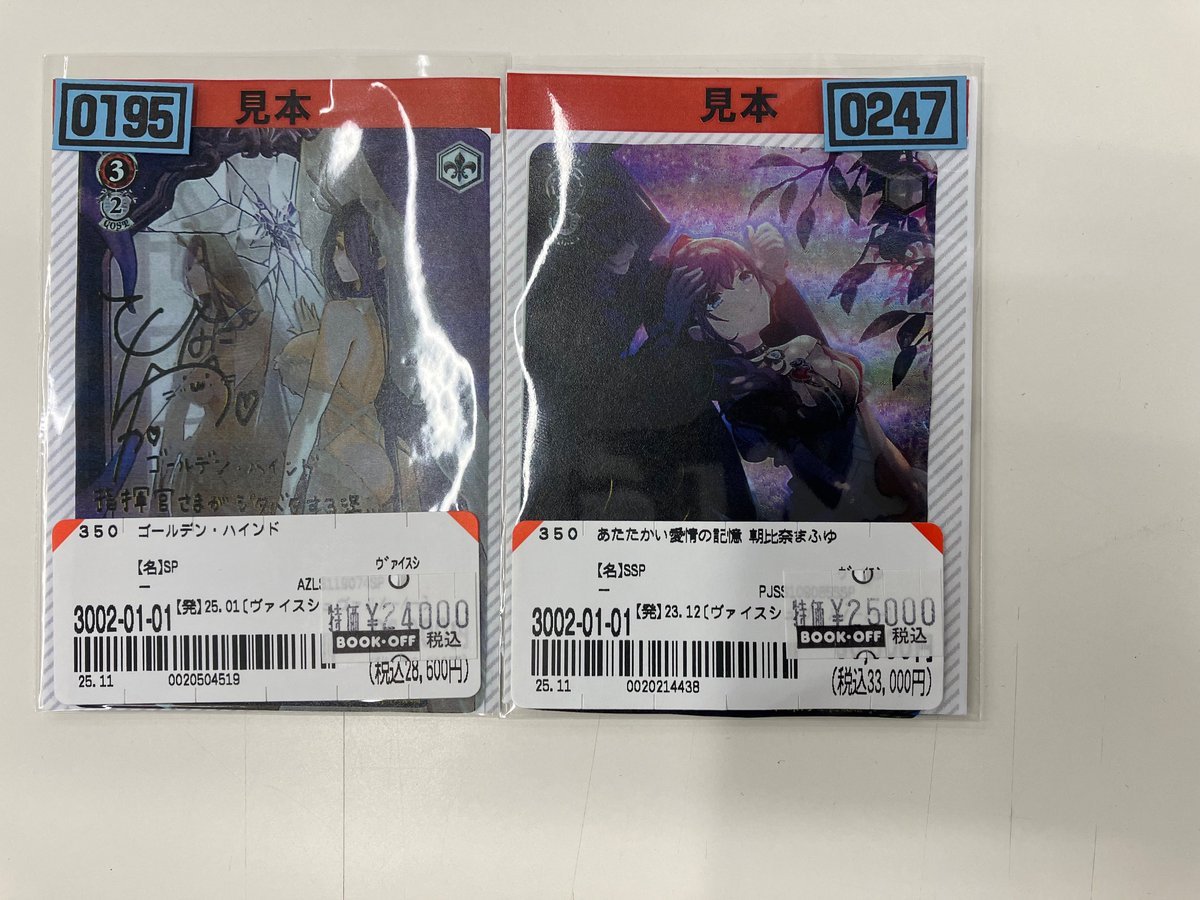 0195
見本
3
2
ゴールデン・ハインド
350 ゴールデン・ハインド
【名】SP
ヴァイスシ
ー
AZLS
3002-01-01
【発】25.01〔ヴァイスシ
特価 ¥24000
BOOK・OFF 税込
(税込28,600円)
25.11
0020504519
見本
0247
350 あたたかい愛情の記憶 朝比奈まふゆ
【名】SSP
ー
PJSS
3002-01-01
【発】23.12〔ヴァイスシ
特価 ¥25000
BOOK・OFF 税込
(税込33,000円)
25.11
0020214438